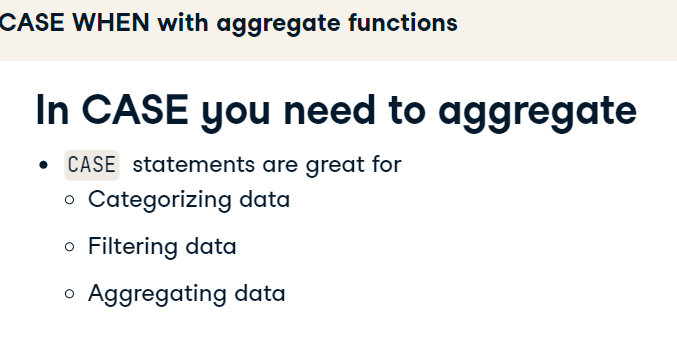 CASE WHEN with aggregate functions
In CASE you need to aggregate
• CASE statements are great for
○ Categorizing data
○ Filtering data
○ Aggregating data